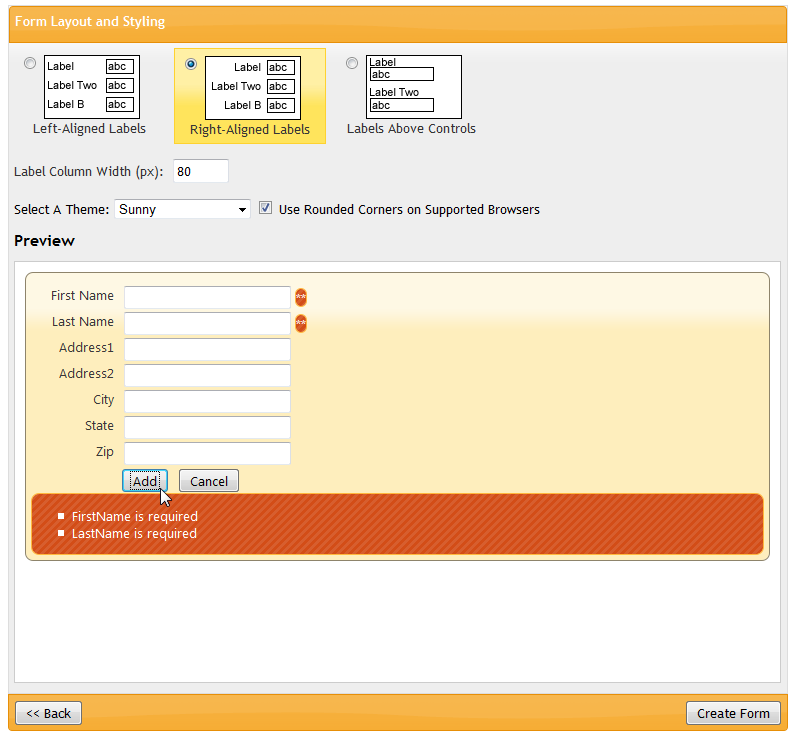 Form Layout and Styling
Label abc
Label Two abc
Label B abc
Left-Aligned Labels
Label abc
Label Two abc
Label B abc
Right-Aligned Labels
Label
abc
Label Two
abc
Labels Above Controls
Label Column Width (px): 80
Select A Theme: Sunny Use Rounded Corners on Supported Browsers
Preview
First Name **
Last Name **
Address1
Address2
City
State
Zip
Add Cancel
FirstName is required
LastName is required
<< Back Create Form